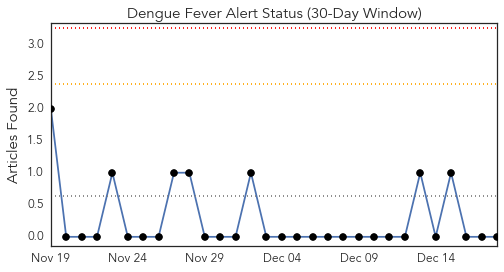 Dengue Fever Alert Status (30-Day Window)
Articles Found
3.0
2.5
2.0
1.5
1.0
0.5
0.0
Nov 19 Nov 24 Nov 29 Dec 04 Dec 09 Dec 14